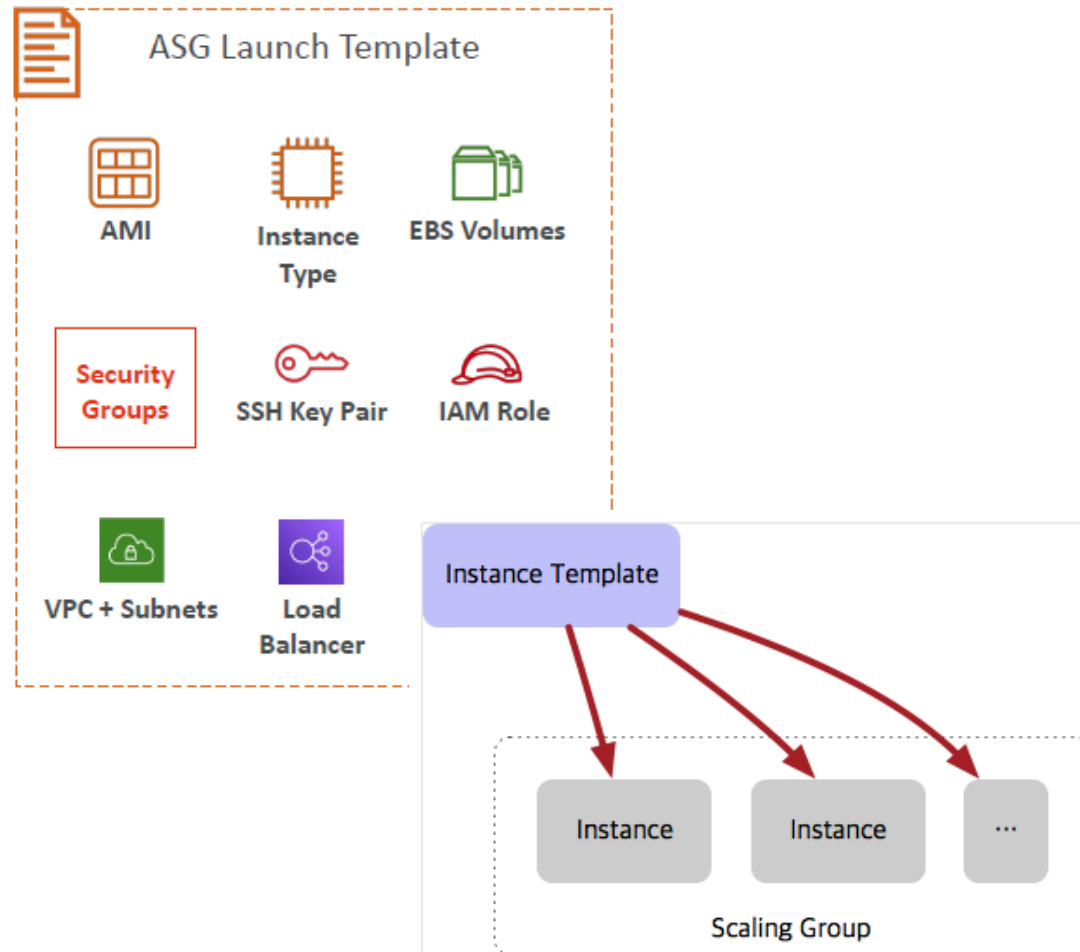 ASG Launch Template
AMI
Instance
Type
EBS Volumes
Security
Groups
SSH Key Pair
IAM Role
VPC + Subnets
Load
Balancer
Instance Template
Instance
Instance
...
Scaling Group